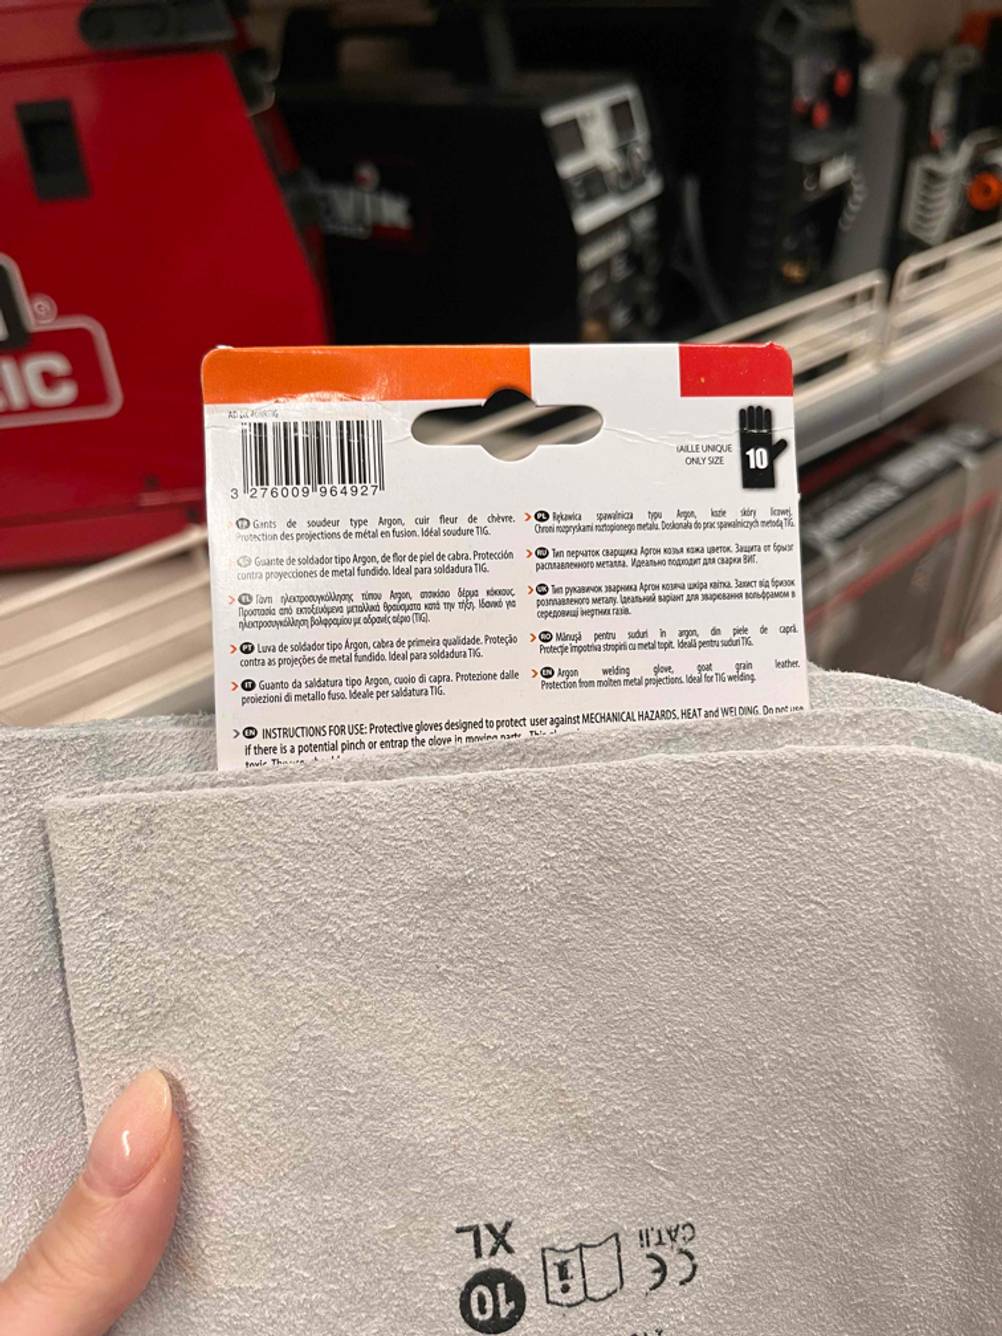 IC
®
3 276009 964927
TAILLE UNIQUE
ONLY SIZE
10
FR Gants de soudeur type Argon, cuir fleur de chèvre.
Protection des projections de métal en fusion. Idéal soudure TIG.
Guante de soldador tipo Argon, de flor de piel de cabra. Protección
contra proyecciones de metal fundido. Ideal para soldadura TIG.
EL Γάντι ηλεκτροσυγκόλλησης τύπου Argon, από
δέρμα κόκκους.
Προστασία από εκτοξευόμενα μεταλλικά θραύσματα κατά την τήξη. Ιδανικό για
ηλεκτροσυγκόλληση βολφραμίου με αδρανές αέριο (TIG).
PT Luva de soldador tipo Árgon, cabra de primeira qualidade. Proteção
contra as projeções de metal fundido. Ideal para soldadura TIG.
IT Guanto da saldatura tipo Argon, cuoio di capra. Protezione dalle
proiezioni di metallo fuso. Ideale per saldatura TIG.
PL Rękawica spawalnicza typu Argon, kozie skóry licowej.
Chroni rozpryskami roztopionego metalu. Doskonała do prac spawalniczych metodą TIG.
RU Тип перчаток сварщика Аргон козья кожа цветок. Защита от брызг
расплавленного металла. Идеально подходит для сварки ВИГ.
UK Тип рукавичок зварника Аргон козяча шкіра квітка. Захист від бризок
розплавленого металу. Ідеальний варіант для зварювання вольфрамом в
середовищі інертних газів.
RO Mănușă pentru suduri în argon, din piele de capră.
Protecție împotriva stropirii cu metal topit. Ideală pentru suduri TIG.
EN Argon welding glove, goat grain leather.
Protection from molten metal projections. Ideal for TIG welding.
EN INSTRUCTIONS FOR USE: Protective gloves designed to protect user against MECHANICAL HAZARDS, HEAT and WELDING. Do not use
if there is a potential pinch or entrap the glove in moving parts.
XL
10
i
CE
CAT.II